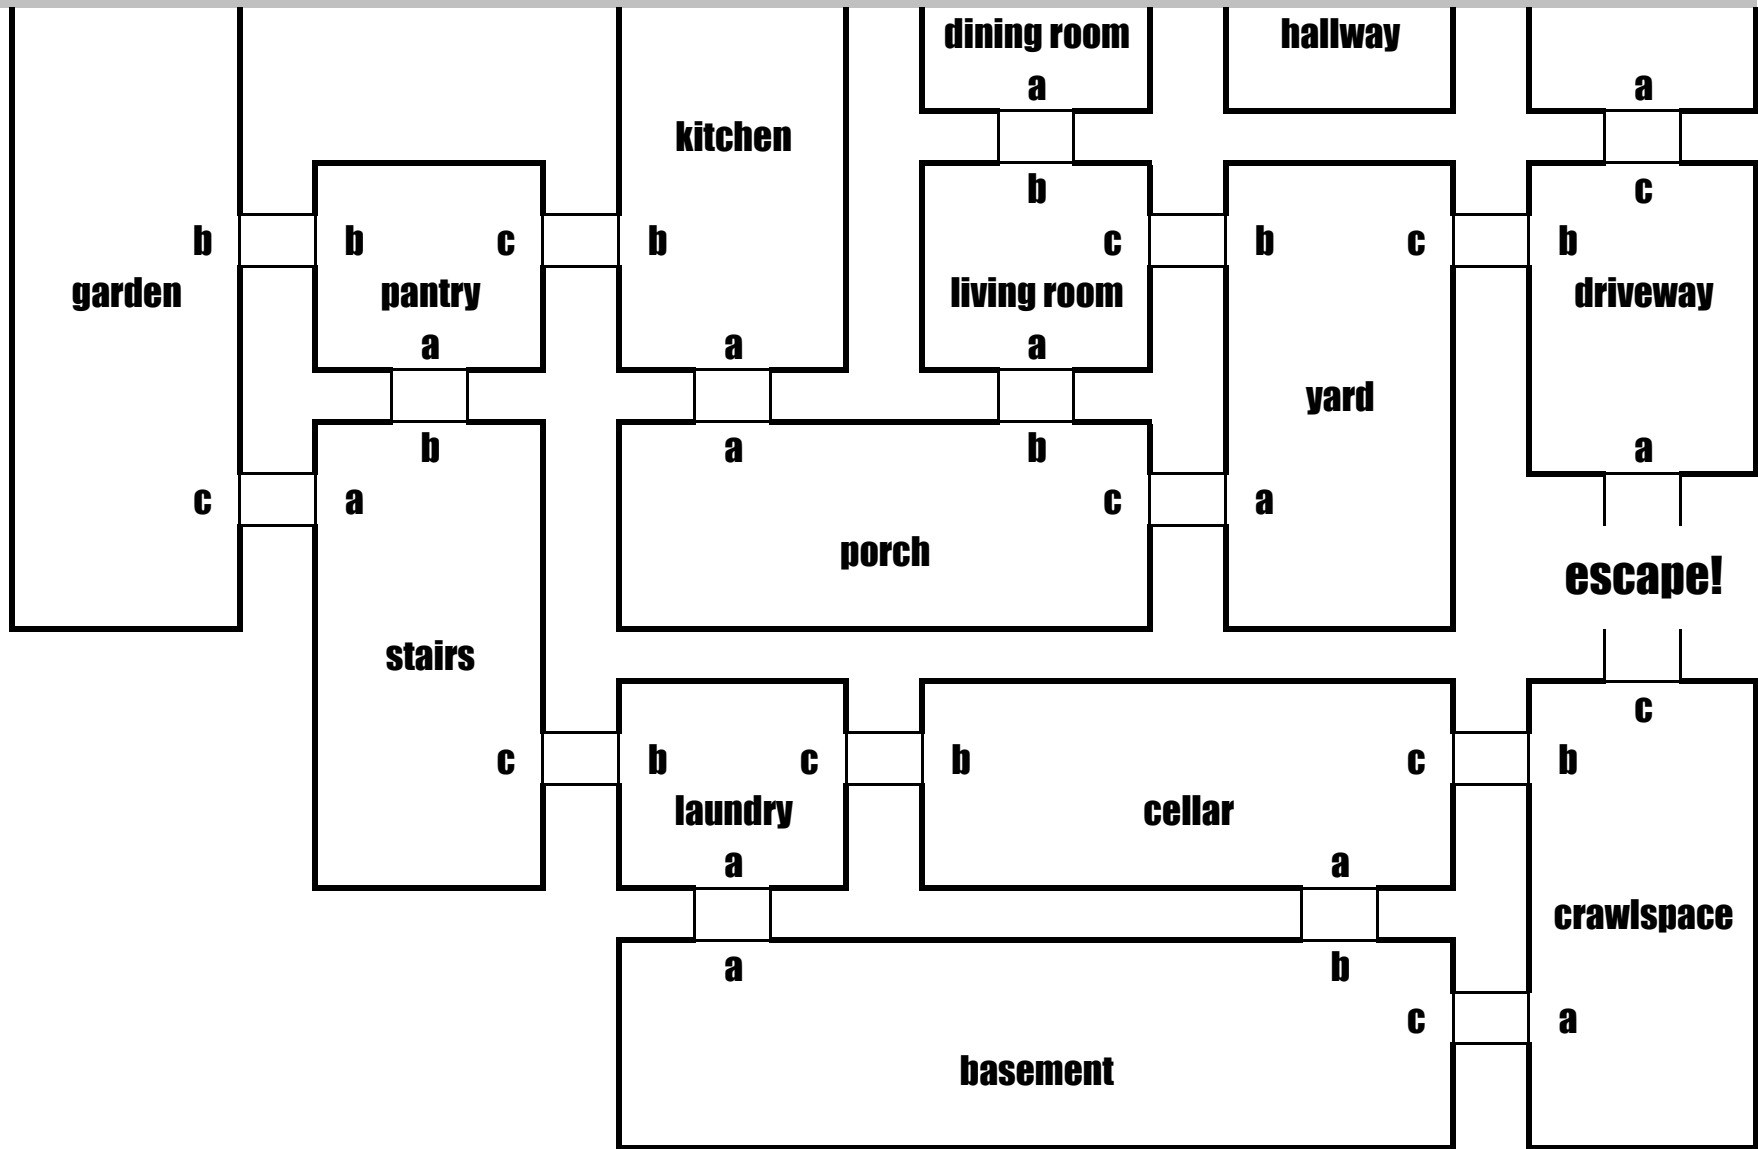 dining room
hallway
a
a
kitchen
b
c
b
b
c
b
c
b
c
b
garden
pantry
living room
driveway
a
a
a
yard
b
a
b
a
c
a
c
a
porch
escape!
stairs
c
c
b
c
b
c
b
laundry
cellar
a
a
crawlspace
a
b
c
a
basement